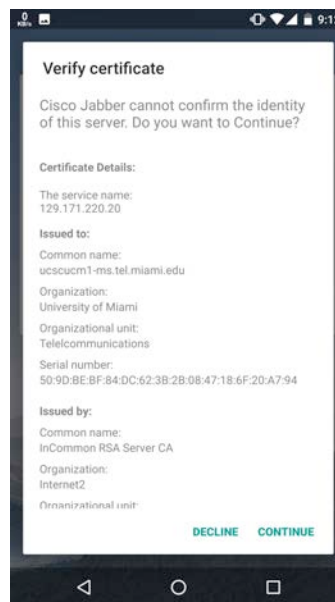 0
KB/s
9:1
Verify certificate
Cisco Jabber cannot confirm the identity
of this server. Do you want to Continue?
Certificate Details:
The service name:
129.171.220.20
Issued to:
Common name:
ucscucm1-ms.tel.miami.edu
Organization:
University of Miami
Organizational unit:
Telelcommunications
Serial number:
50:9D:BE:BF:84:DC:62:3B:2B:08:47:18:6F:20:A7:94
Issued by:
Common name:
InCommon RSA Server CA
Organization:
Internet2
Organizational unit:
DECLINE CONTINUE